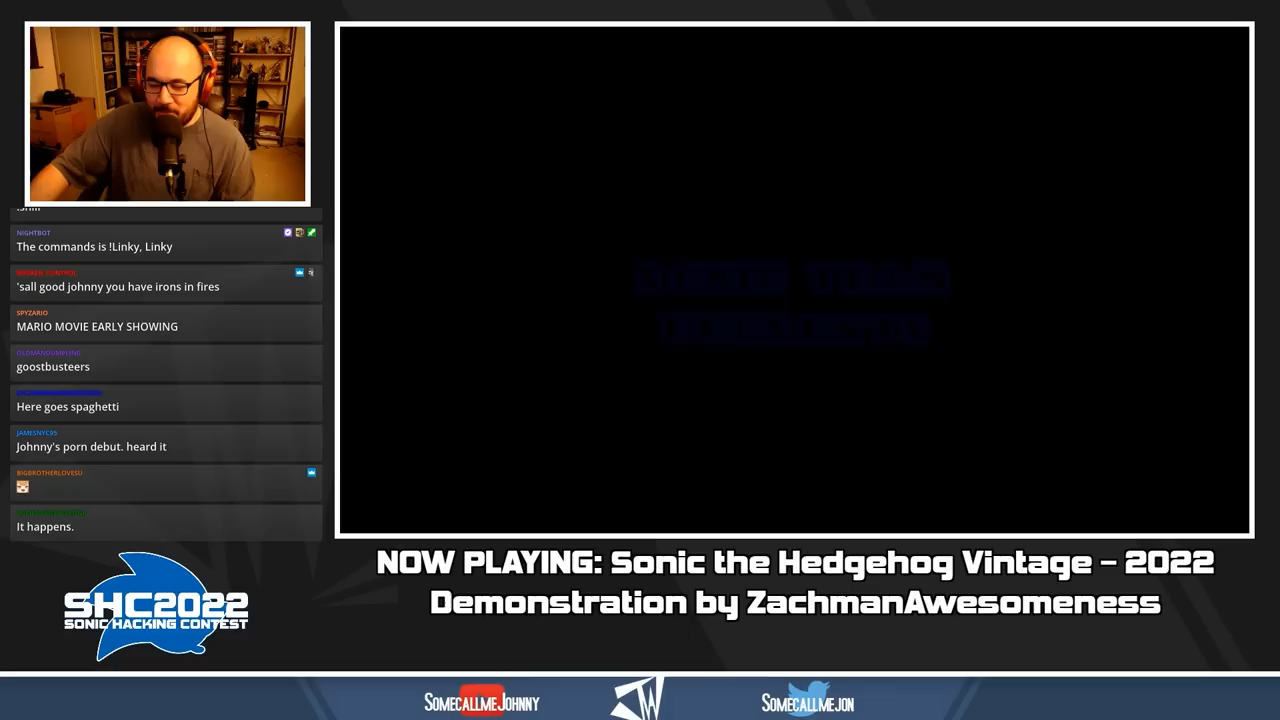 NIGHTBOT
The commands is !Linky, Linky
BROKEN_CONTROL
'sall good johnny you have irons in fires
SPYZARIO
MARIO MOVIE EARLY SHOWING
OLDMANDUMPLING
goostbusteers
Here goes spaghetti
JAMESNYC95
Johnny's porn debut. heard it
BIGBROTHERLOVESU
It happens.
SHC2022
SONIC HACKING CONTEST
NOW PLAYING: Sonic the Hedgehog Vintage - 2022
Demonstration by ZachmanAwesomeness
SOMECALLMEJOHNNY
SOMECALLMEJON